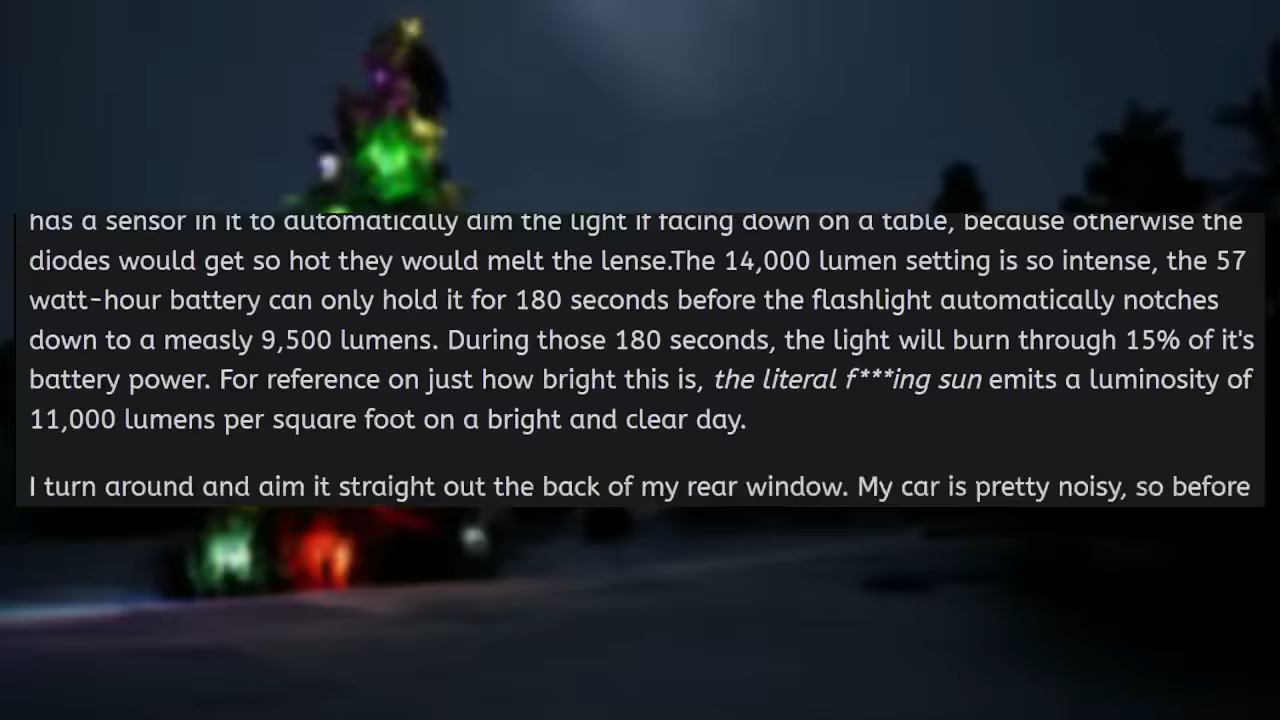 has a sensor in it to automatically dim the light if facing down on a table, because otherwise the
diodes would get so hot they would melt the lense.The 14,000 lumen setting is so intense, the 57
watt-hour battery can only hold it for 180 seconds before the flashlight automatically notches
down to a measly 9,500 lumens. During those 180 seconds, the light will burn through 15% of it's
battery power. For reference on just how bright this is, the literal f***ing sun emits a luminosity of
11,000 lumens per square foot on a bright and clear day.
I turn around and aim it straight out the back of my rear window. My car is pretty noisy, so before